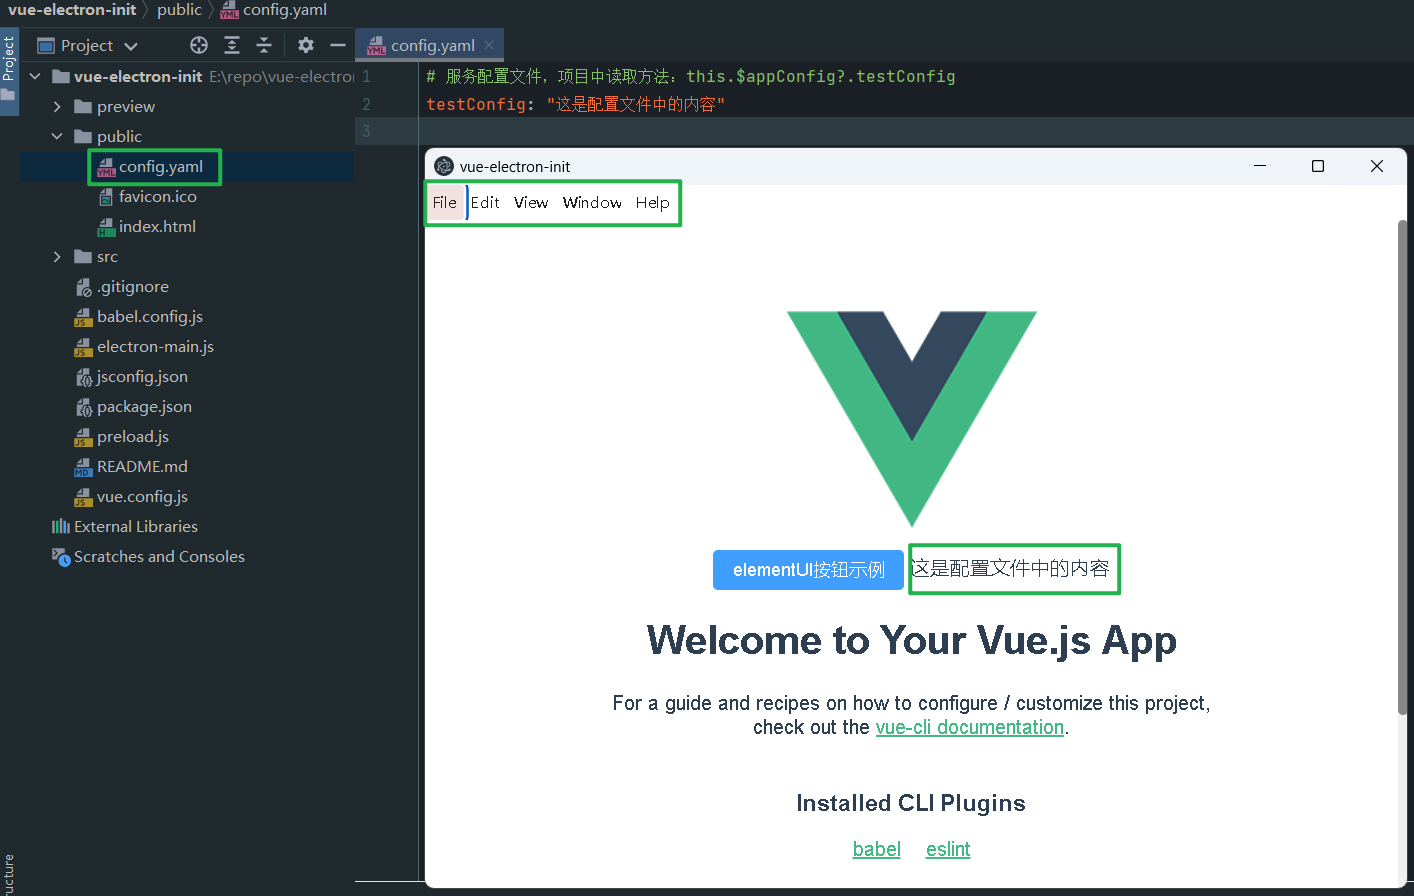 vue-electron-init 〉 public 〉 config.yaml
Project
Project
config.yaml ×
vue-electron-init E:\repo\vue-electron
preview
public
config.yaml
favicon.ico
index.html
src
.gitignore
babel.config.js
electron-main.js
jsconfig.json
package.json
preload.js
README.md
vue.config.js
External Libraries
Scratches and Consoles
ructure
1 # 服务配置文件，项目中读取方法：this.$appConfig?.testConfig
2 testConfig: "这是配置文件中的内容"
3
vue-electron-init
File Edit View Window Help
elementUI按钮示例 这是配置文件中的内容
Welcome to Your Vue.js App
For a guide and recipes on how to configure / customize this project,
check out the vue-cli documentation.
Installed CLI Plugins
babel eslint